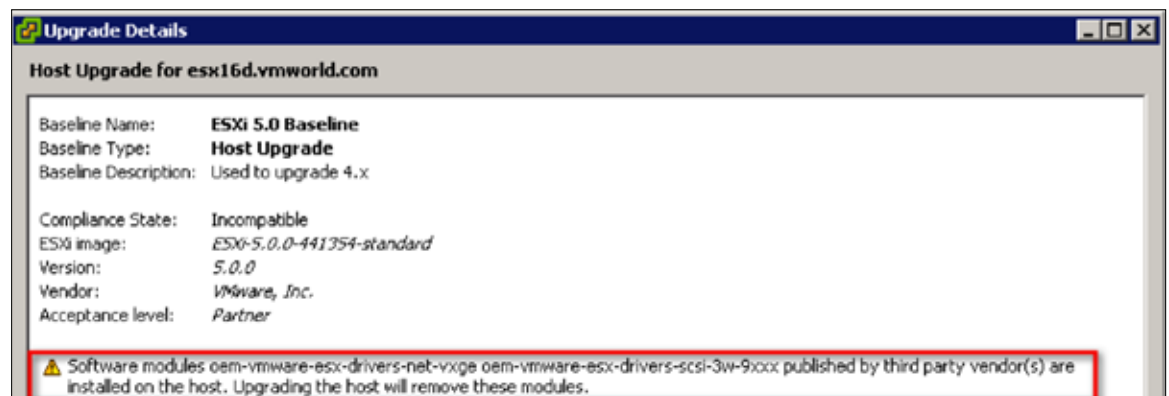 Upgrade Details
Host Upgrade for esx16d.vmworld.com
Baseline Name: ESXi 5.0 Baseline
Baseline Type: Host Upgrade
Baseline Description: Used to upgrade 4.x
Compliance State: Incompatible
ESXi image: ESXi-5.0.0-441354-standard
Version: 5.0.0
Vendor: VMware, Inc.
Acceptance level: Partner
Software modules oem-vmware-esx-drivers-net-vxge oem-vmware-esx-drivers-scsi-3w-9xxx published by third party vendor(s) are
installed on the host. Upgrading the host will remove these modules.